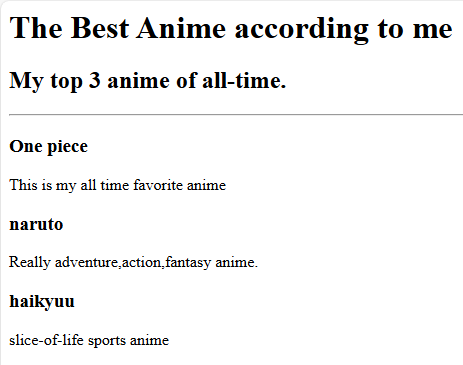 The Best Anime according to me
My top 3 anime of all-time.
One piece
This is my all time favorite anime
naruto
Really adventure,action,fantasy anime.
haikyuu
slice-of-life sports anime